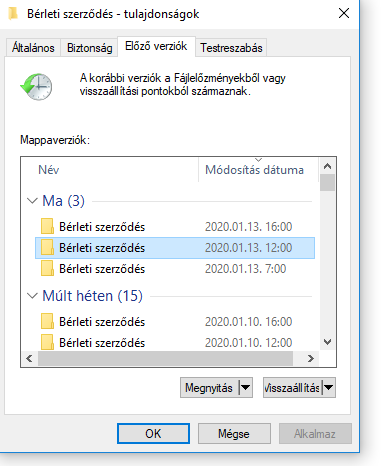 Bérleti szerződés - tulajdonságok
Általános Biztonság Előző verziók Testreszabás
A korábbi verziók a Fájlelőzményekből vagy
visszaállítási pontokból származnak.
Mappaverziók:
Név Módosítás dátuma
Ma (3)
Bérleti szerződés 2020.01.13. 16:00
Bérleti szerződés 2020.01.13. 12:00
Bérleti szerződés 2020.01.13. 7:00
Múlt héten (15)
Bérleti szerződés 2020.01.10. 16:00
Bérleti szerződés 2020.01.10. 12:00
Megnyitás Visszaállítás
OK Mégse Alkalmaz